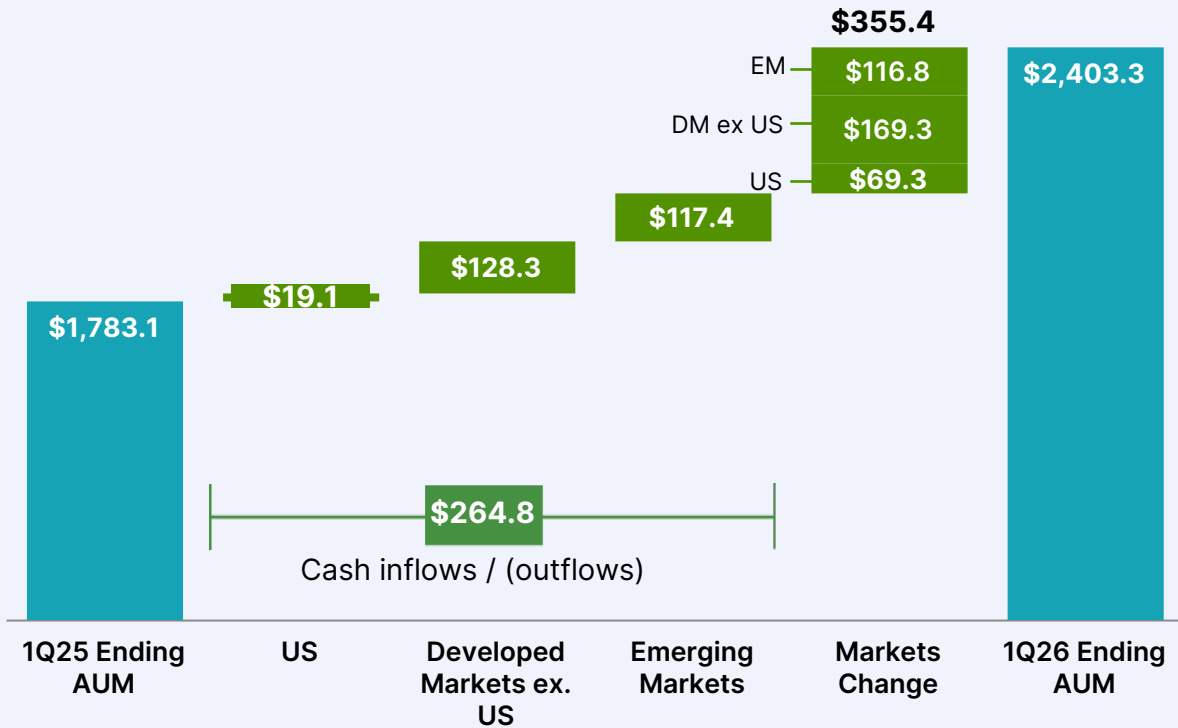 $355.4
EM
$116.8
$2,403.3
DM ex US
$169.3
US
$69.3
$117.4
$128.3
$19.1
$1,783.1
$264.8
Cash inflows / (outflows)
1Q25 Ending
AUM
US
Developed
Markets ex.
US
Emerging
Markets
Markets
Change
1Q26 Ending
AUM